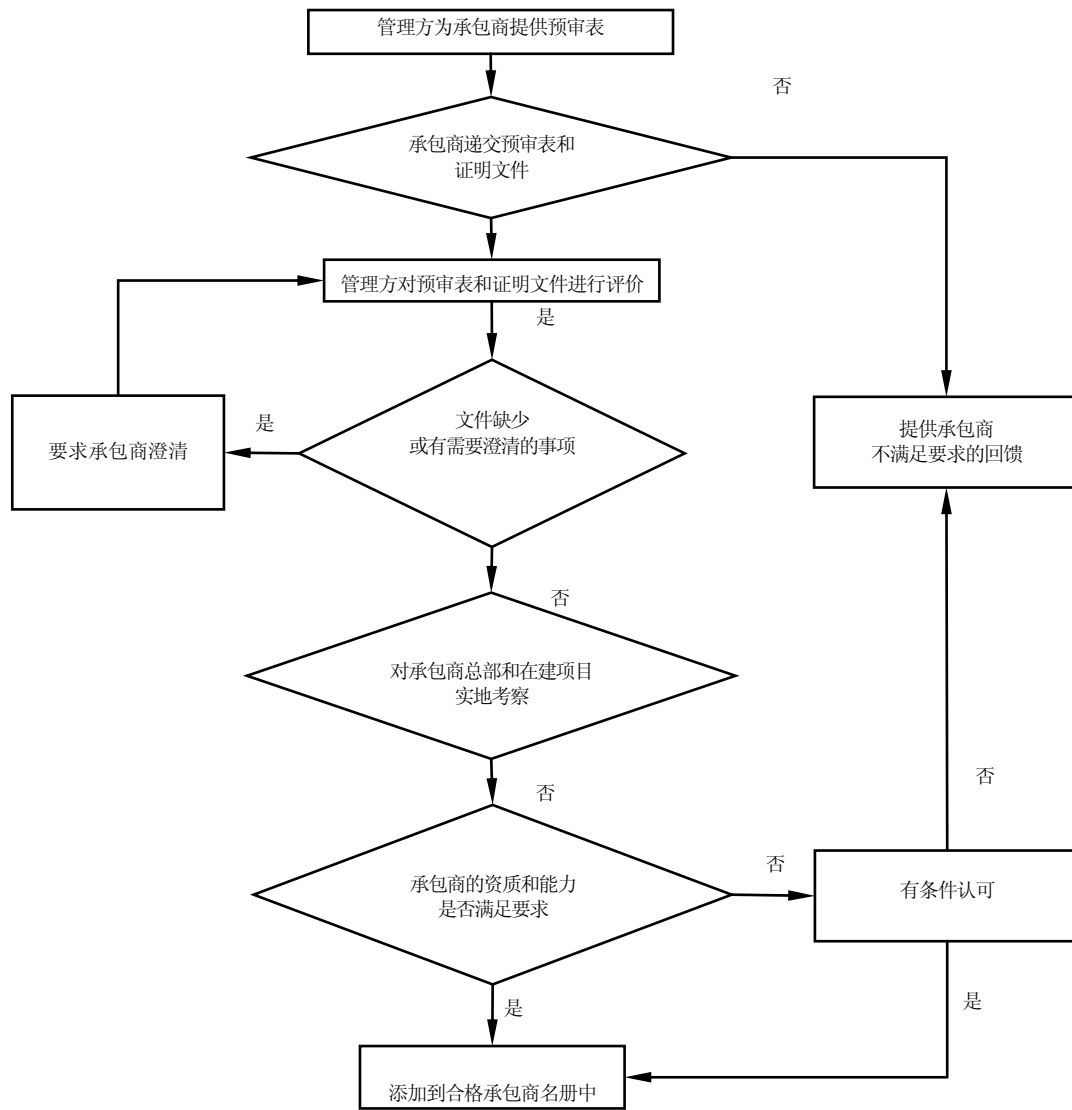 管理方为承包商提供预审表
否
承包商递交预审表和
证明文件
管理方对预审表和证明文件进行评价
是
文件缺少
或有需要澄清的事项
是
要求承包商澄清
提供承包商
不满足要求的回馈
否
对承包商总部和在建项目
实地考察
否
否
承包商的资质和能力
是否满足要求
否
有条件认可
是
是
添加到合格承包商名册中